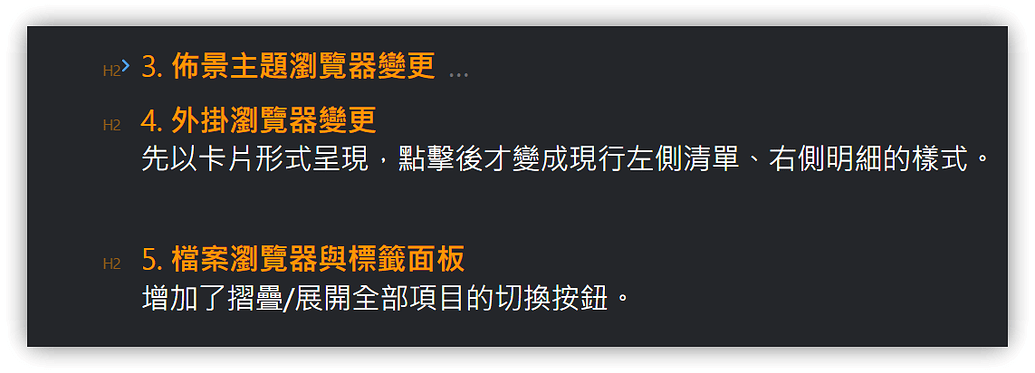 H2 3. 佈景主題瀏覽器變更 ...
H2 4. 外掛瀏覽器變更
先以卡片形式呈現，點擊後才變成現行左側清單、右側明細的樣式。
H2 5. 檔案瀏覽器與標籤面板
增加了摺疊/展開全部項目的切換按鈕。